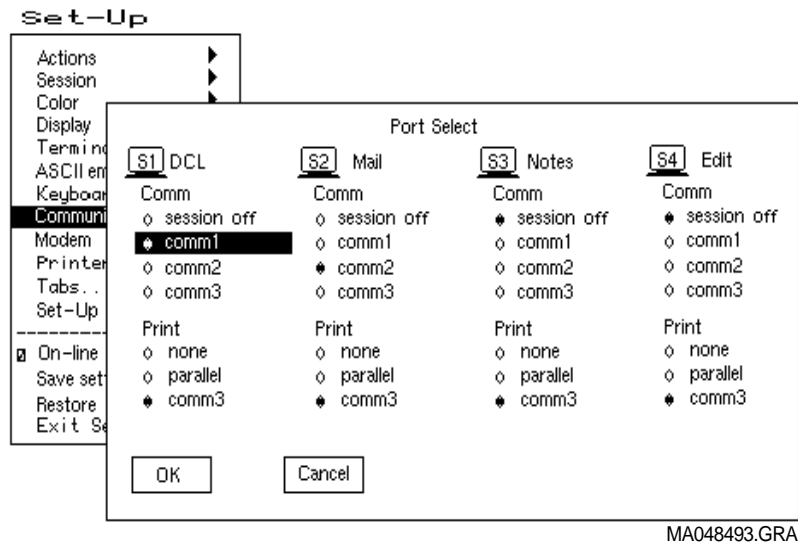 Set-Up
Actions
Session
Color
Display
ASCII em
Communi
Modem
Printer
Tabs..
Set-Up
On-line
Save set
Restore
Exit Se
Port Select
S1 DCL
Comm
session off
comm1
comm2
comm3
Print
none
parallel
comm3
S2 Mail
Comm
session off
comm1
comm2
comm3
Print
none
parallel
comm3
S3 Notes
Comm
session off
comm1
comm2
comm3
Print
none
parallel
comm3
S4 Edit
Comm
session off
comm1
comm2
comm3
Print
none
parallel
comm3
OK
Cancel
MA048493.GRA